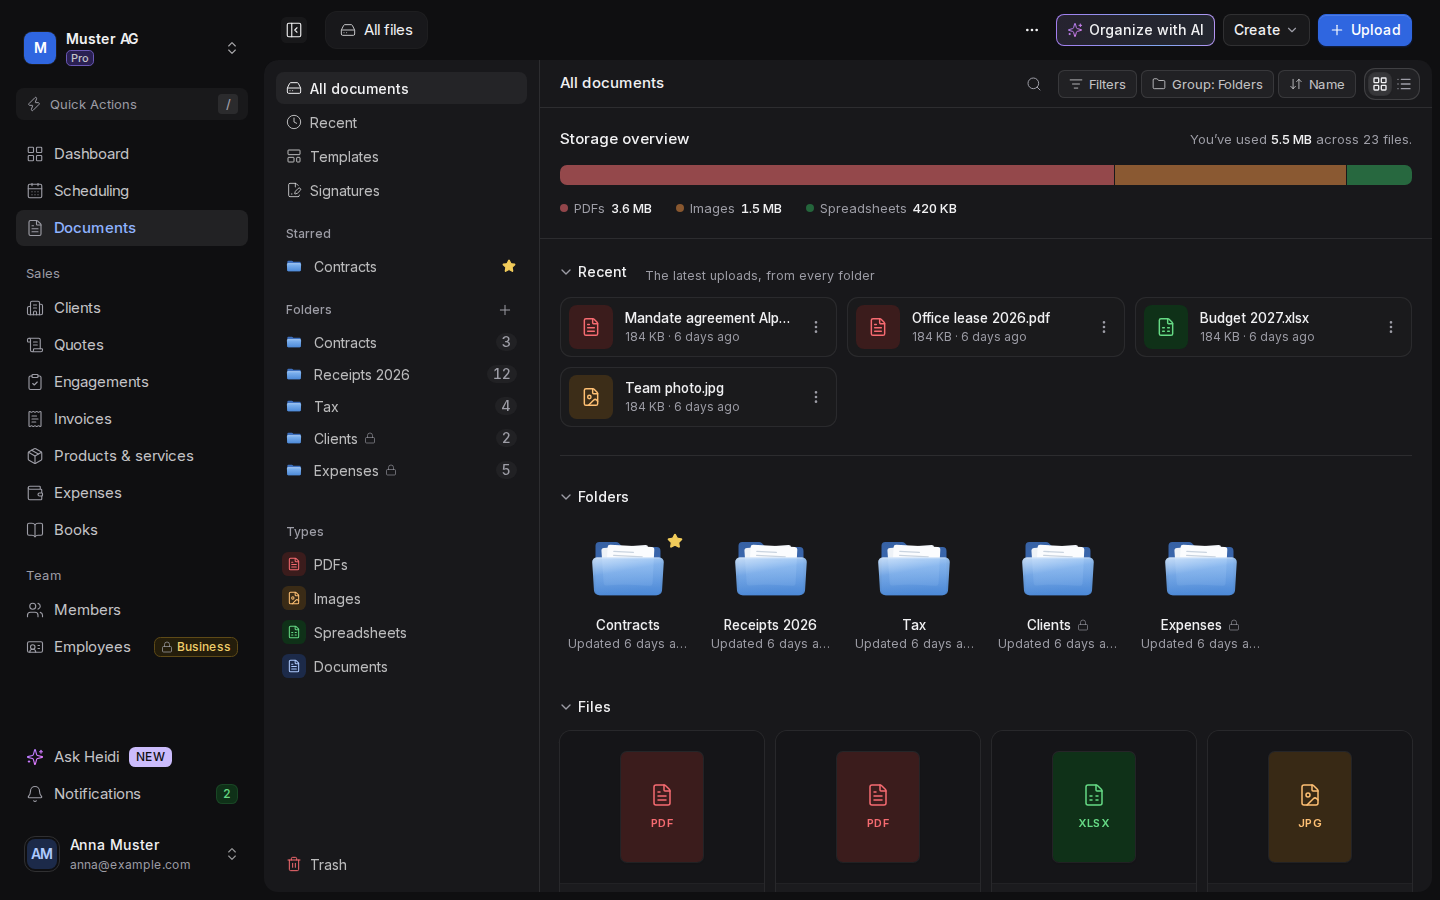 M
Muster AG
Pro
Quick Actions
/
Dashboard
Scheduling
Documents
Sales
Clients
Quotes
Engagements
Invoices
Products & services
Expenses
Books
Team
Members
Employees
Business
Ask Heidi
NEW
Notifications
2
AM
Anna Muster
anna@example.com
All files
Organize with AI
Create
Upload
All documents
Recent
Templates
Signatures
Starred
Contracts
Folders
Contracts
3
Receipts 2026
12
Tax
4
Clients
2
Expenses
5
Types
PDFs
Images
Spreadsheets
Documents
Trash
All documents
Filters
Group: Folders
Name
Storage overview
You've used 5.5 MB across 23 files.
PDFs 3.6 MB
Images 1.5 MB
Spreadsheets 420 KB
Recent
The latest uploads, from every folder
Mandate agreement Alp...
184 KB · 6 days ago
Office lease 2026.pdf
184 KB · 6 days ago
Budget 2027.xlsx
184 KB · 6 days ago
Team photo.jpg
184 KB · 6 days ago
Folders
Contracts
Updated 6 days a...
Receipts 2026
Updated 6 days a...
Tax
Updated 6 days a...
Clients
Updated 6 days a...
Expenses
Updated 6 days a...
Files
PDF
PDF
XLSX
JPG